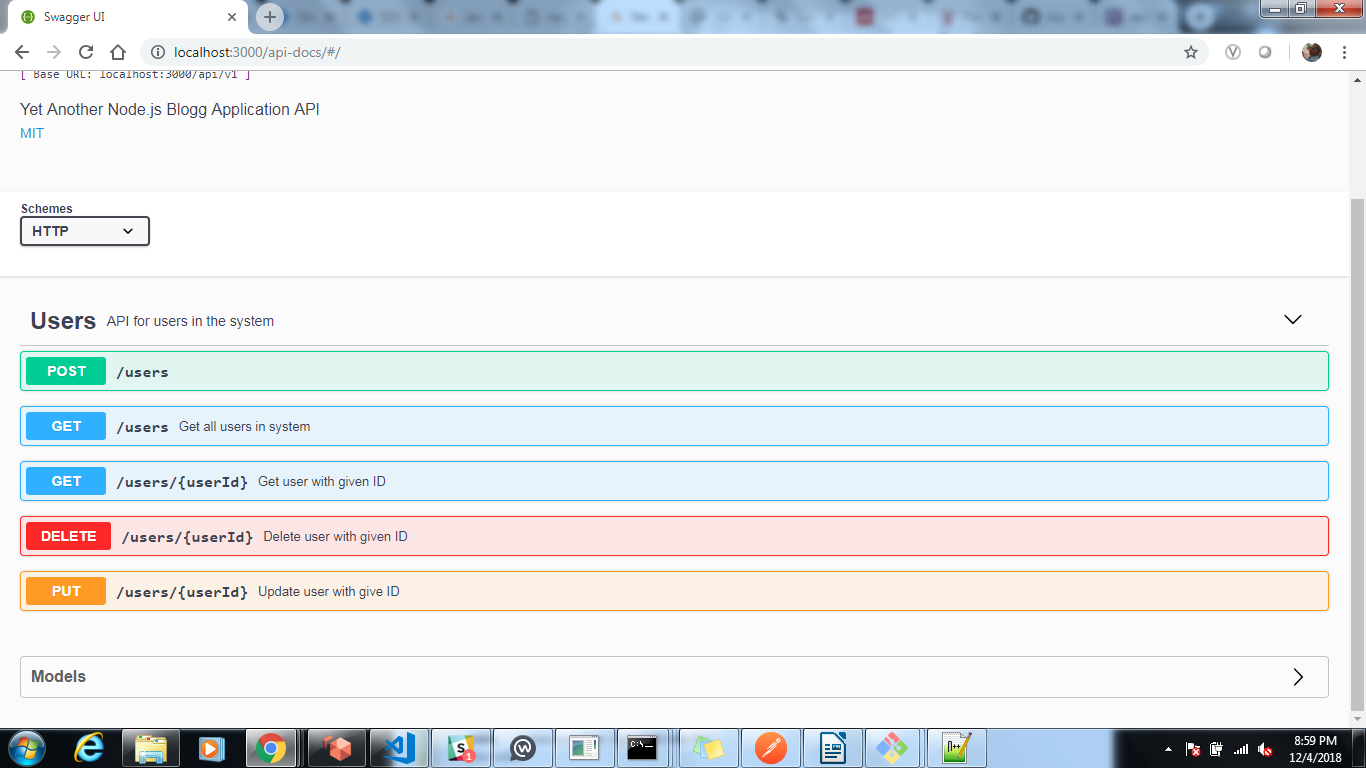 Swagger UI
localhost:3000/api-docs/#/
[ Base URL: localhost:3000/api/v1 ]
Yet Another Node.js Blogg Application API
MIT
Schemes
HTTP
Users API for users in the system
POST /users
GET /users Get all users in system
GET /users/{userId} Get user with given ID
DELETE /users/{userId} Delete user with given ID
PUT /users/{userId} Update user with give ID
Models
8:59 PM
12/4/2018